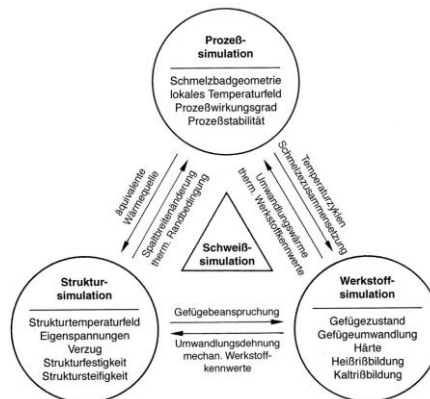 Prozeß-
simulation
Schmelzbadgeometrie
lokales Temperaturfeld
Prozeßwirkungsgrad
Prozeßstabilität
äquivalente
Wärmequelle
Spaltbreitenänderung
therm. Randbedingung
Temperaturzyklen
Schmelzezusammensetzung
Umwandlungswärme
therm. Werkstoffkennwerte
Schweiß-
simulation
Struktur-
simulation
Strukturtemperaturfeld
Eigenspannungen
Verzug
Strukturfestigkeit
Struktursteifigkeit
Gefügebeanspruchung
Umwandlungsdehnung
mechan. Werkstoff-
kennwerte
Werkstoff-
simulation
Gefügezustand
Gefügeumwandlung
Härte
Heißrißbildung
Kaltrißbildung